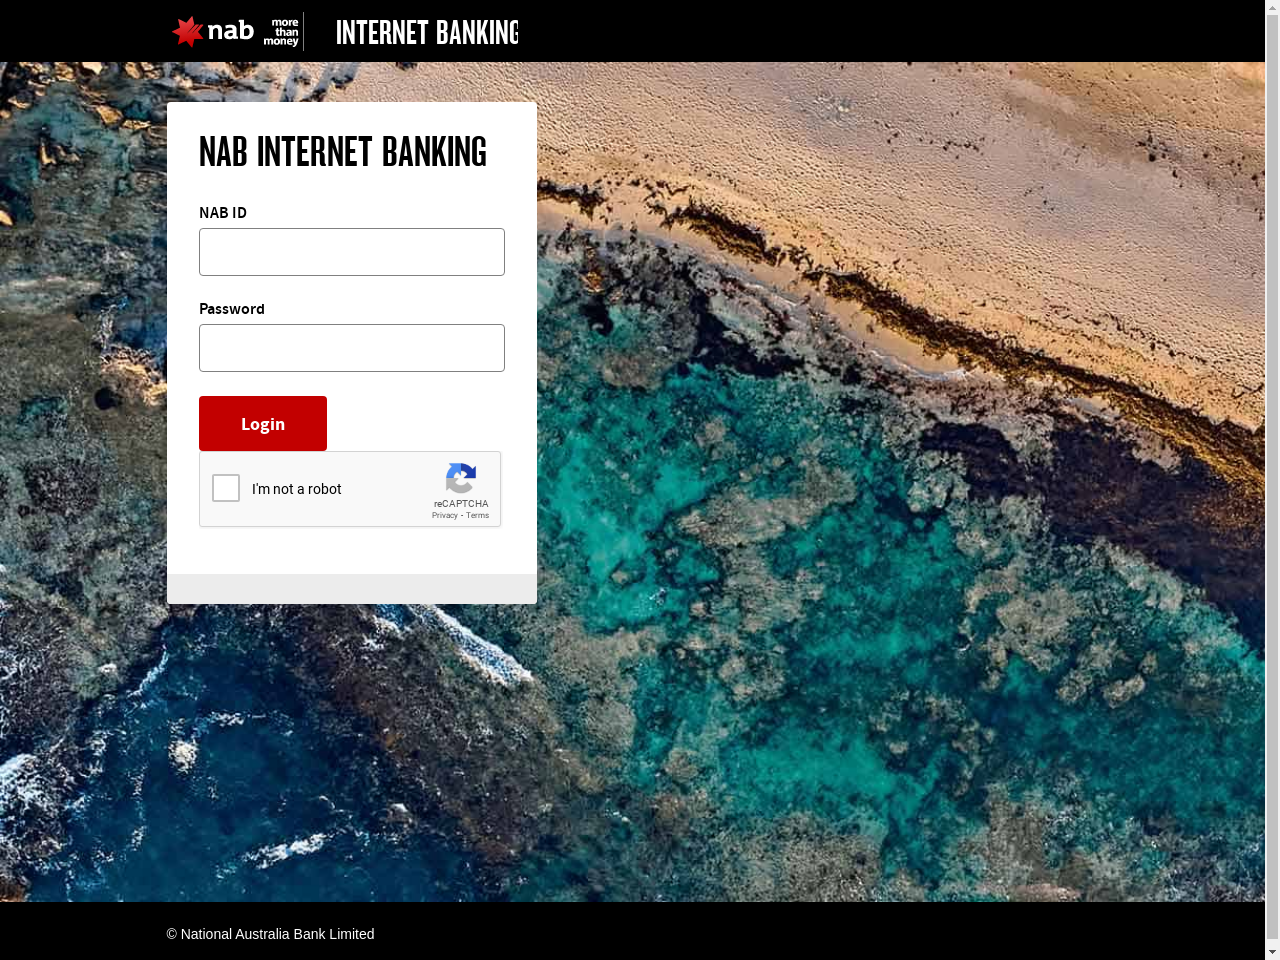 nab
more
than
money
INTERNET BANKING
NAB INTERNET BANKING
NAB ID
Password
Login
I'm not a robot
reCAPTCHA
Privacy - Terms
© National Australia Bank Limited